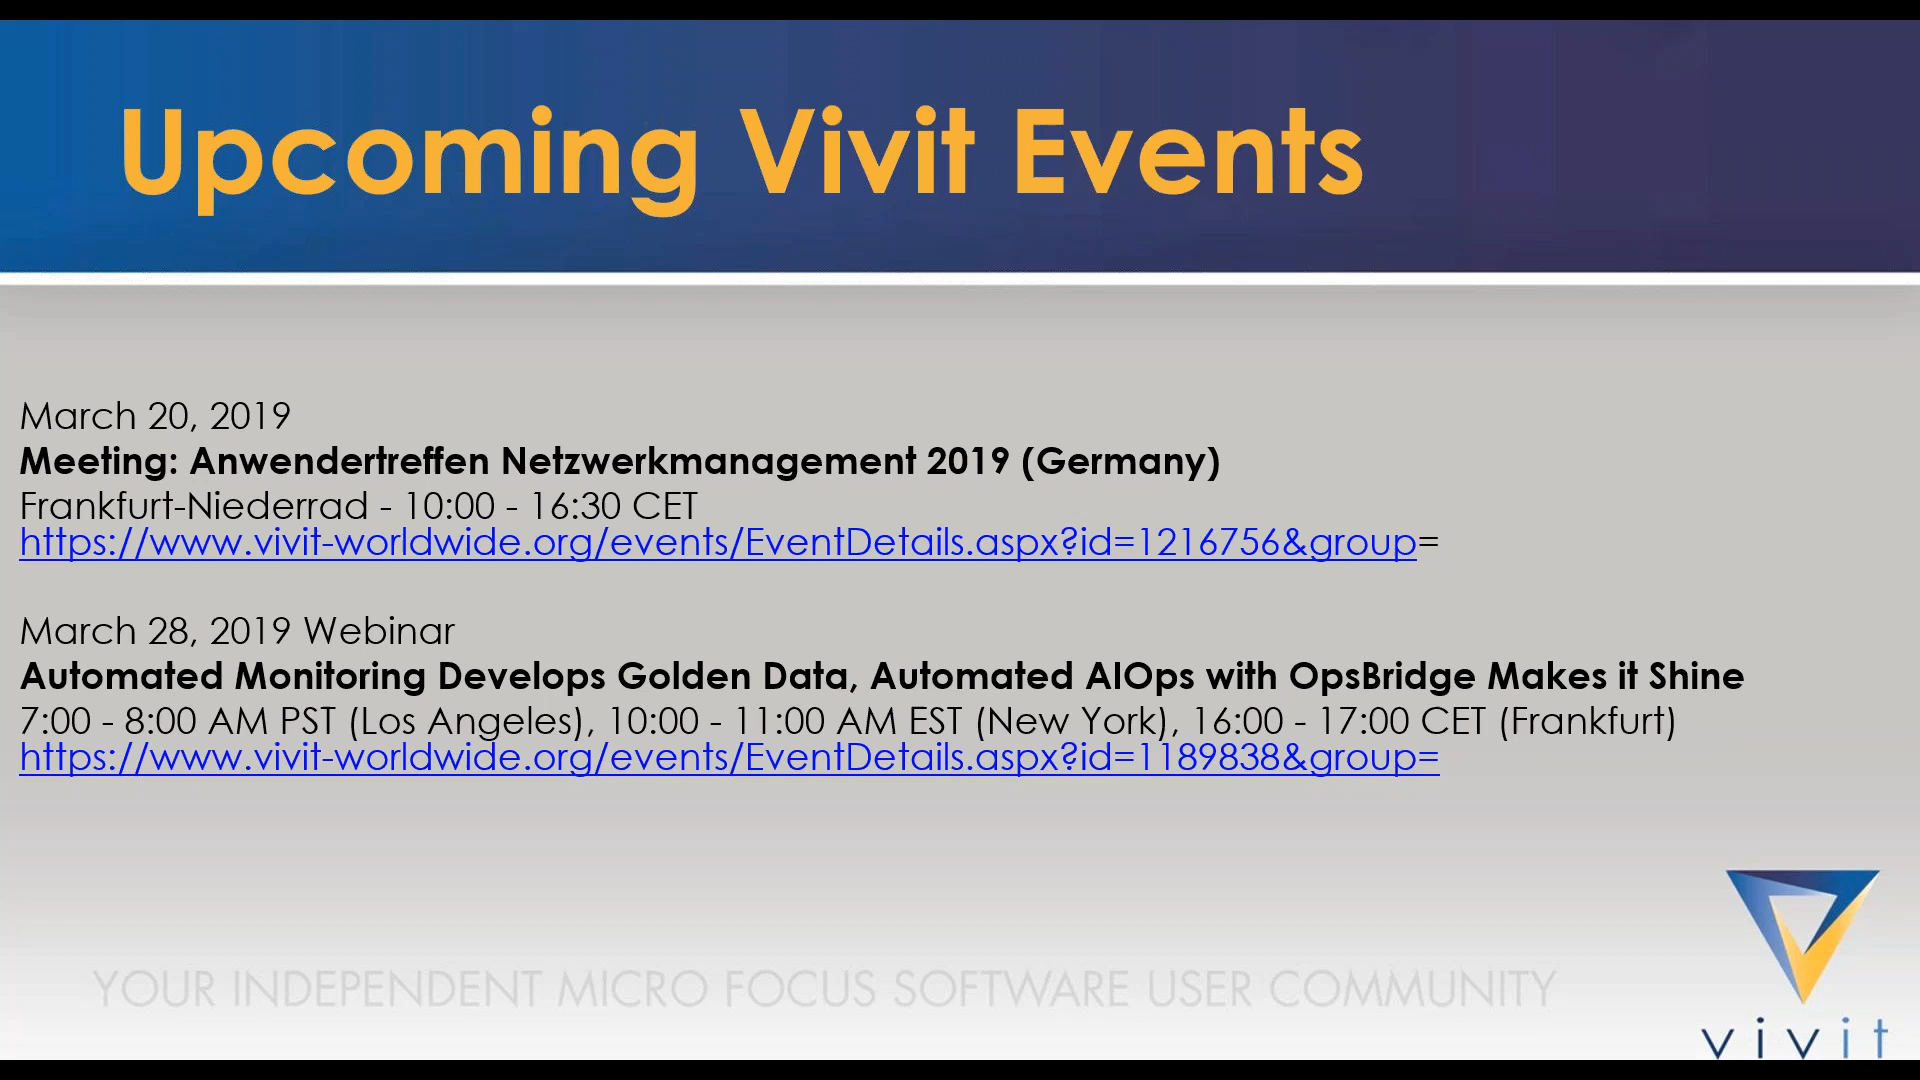 Upcoming Vivit Events
March 20, 2019
Meeting: Anwendertreffen Netzwerkmanagement 2019 (Germany)
Frankfurt-Niederrad - 10:00 - 16:30 CET
https://www.vivit-worldwide.org/events/EventDetails.aspx?id=1216756&group=
March 28, 2019 Webinar
Automated Monitoring Develops Golden Data, Automated AIOps with OpsBridge Makes it Shine
7:00 - 8:00 AM PST (Los Angeles), 10:00 - 11:00 AM EST (New York), 16:00 - 17:00 CET (Frankfurt)
https://www.vivit-worldwide.org/events/EventDetails.aspx?id=1189838&group=
YOUR INDEPENDENT MICRO FOCUS SOFTWARE USER COMMUNITY
vivit